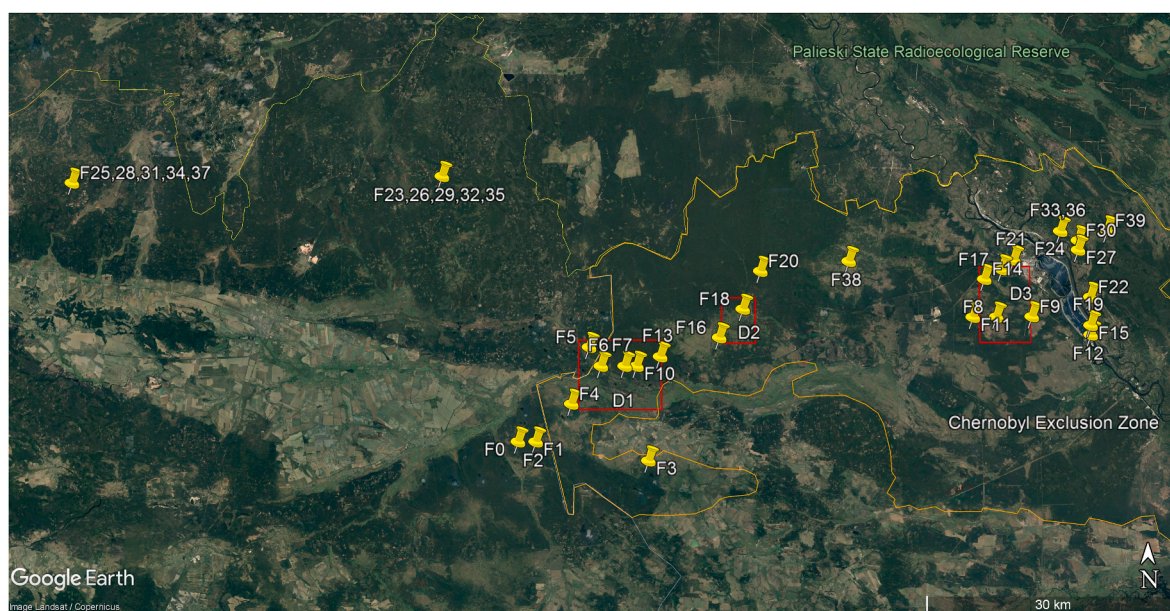 Palieski State Radioecological Reserve
F25,28,31,34,37
F23,26,29,32,35
F33,36
F39
F30
F21
F24
F27
F20
F38
F17
F14
F22
F18
D3
F19
F8
F9
F11
F15
F16
D2
F12
F5
F6
F7
F13
F10
F4
D1
Chernobyl Exclusion Zone
F0
F1
F2
F3
N
Google Earth
Image Landsat / Copernicus
30 km